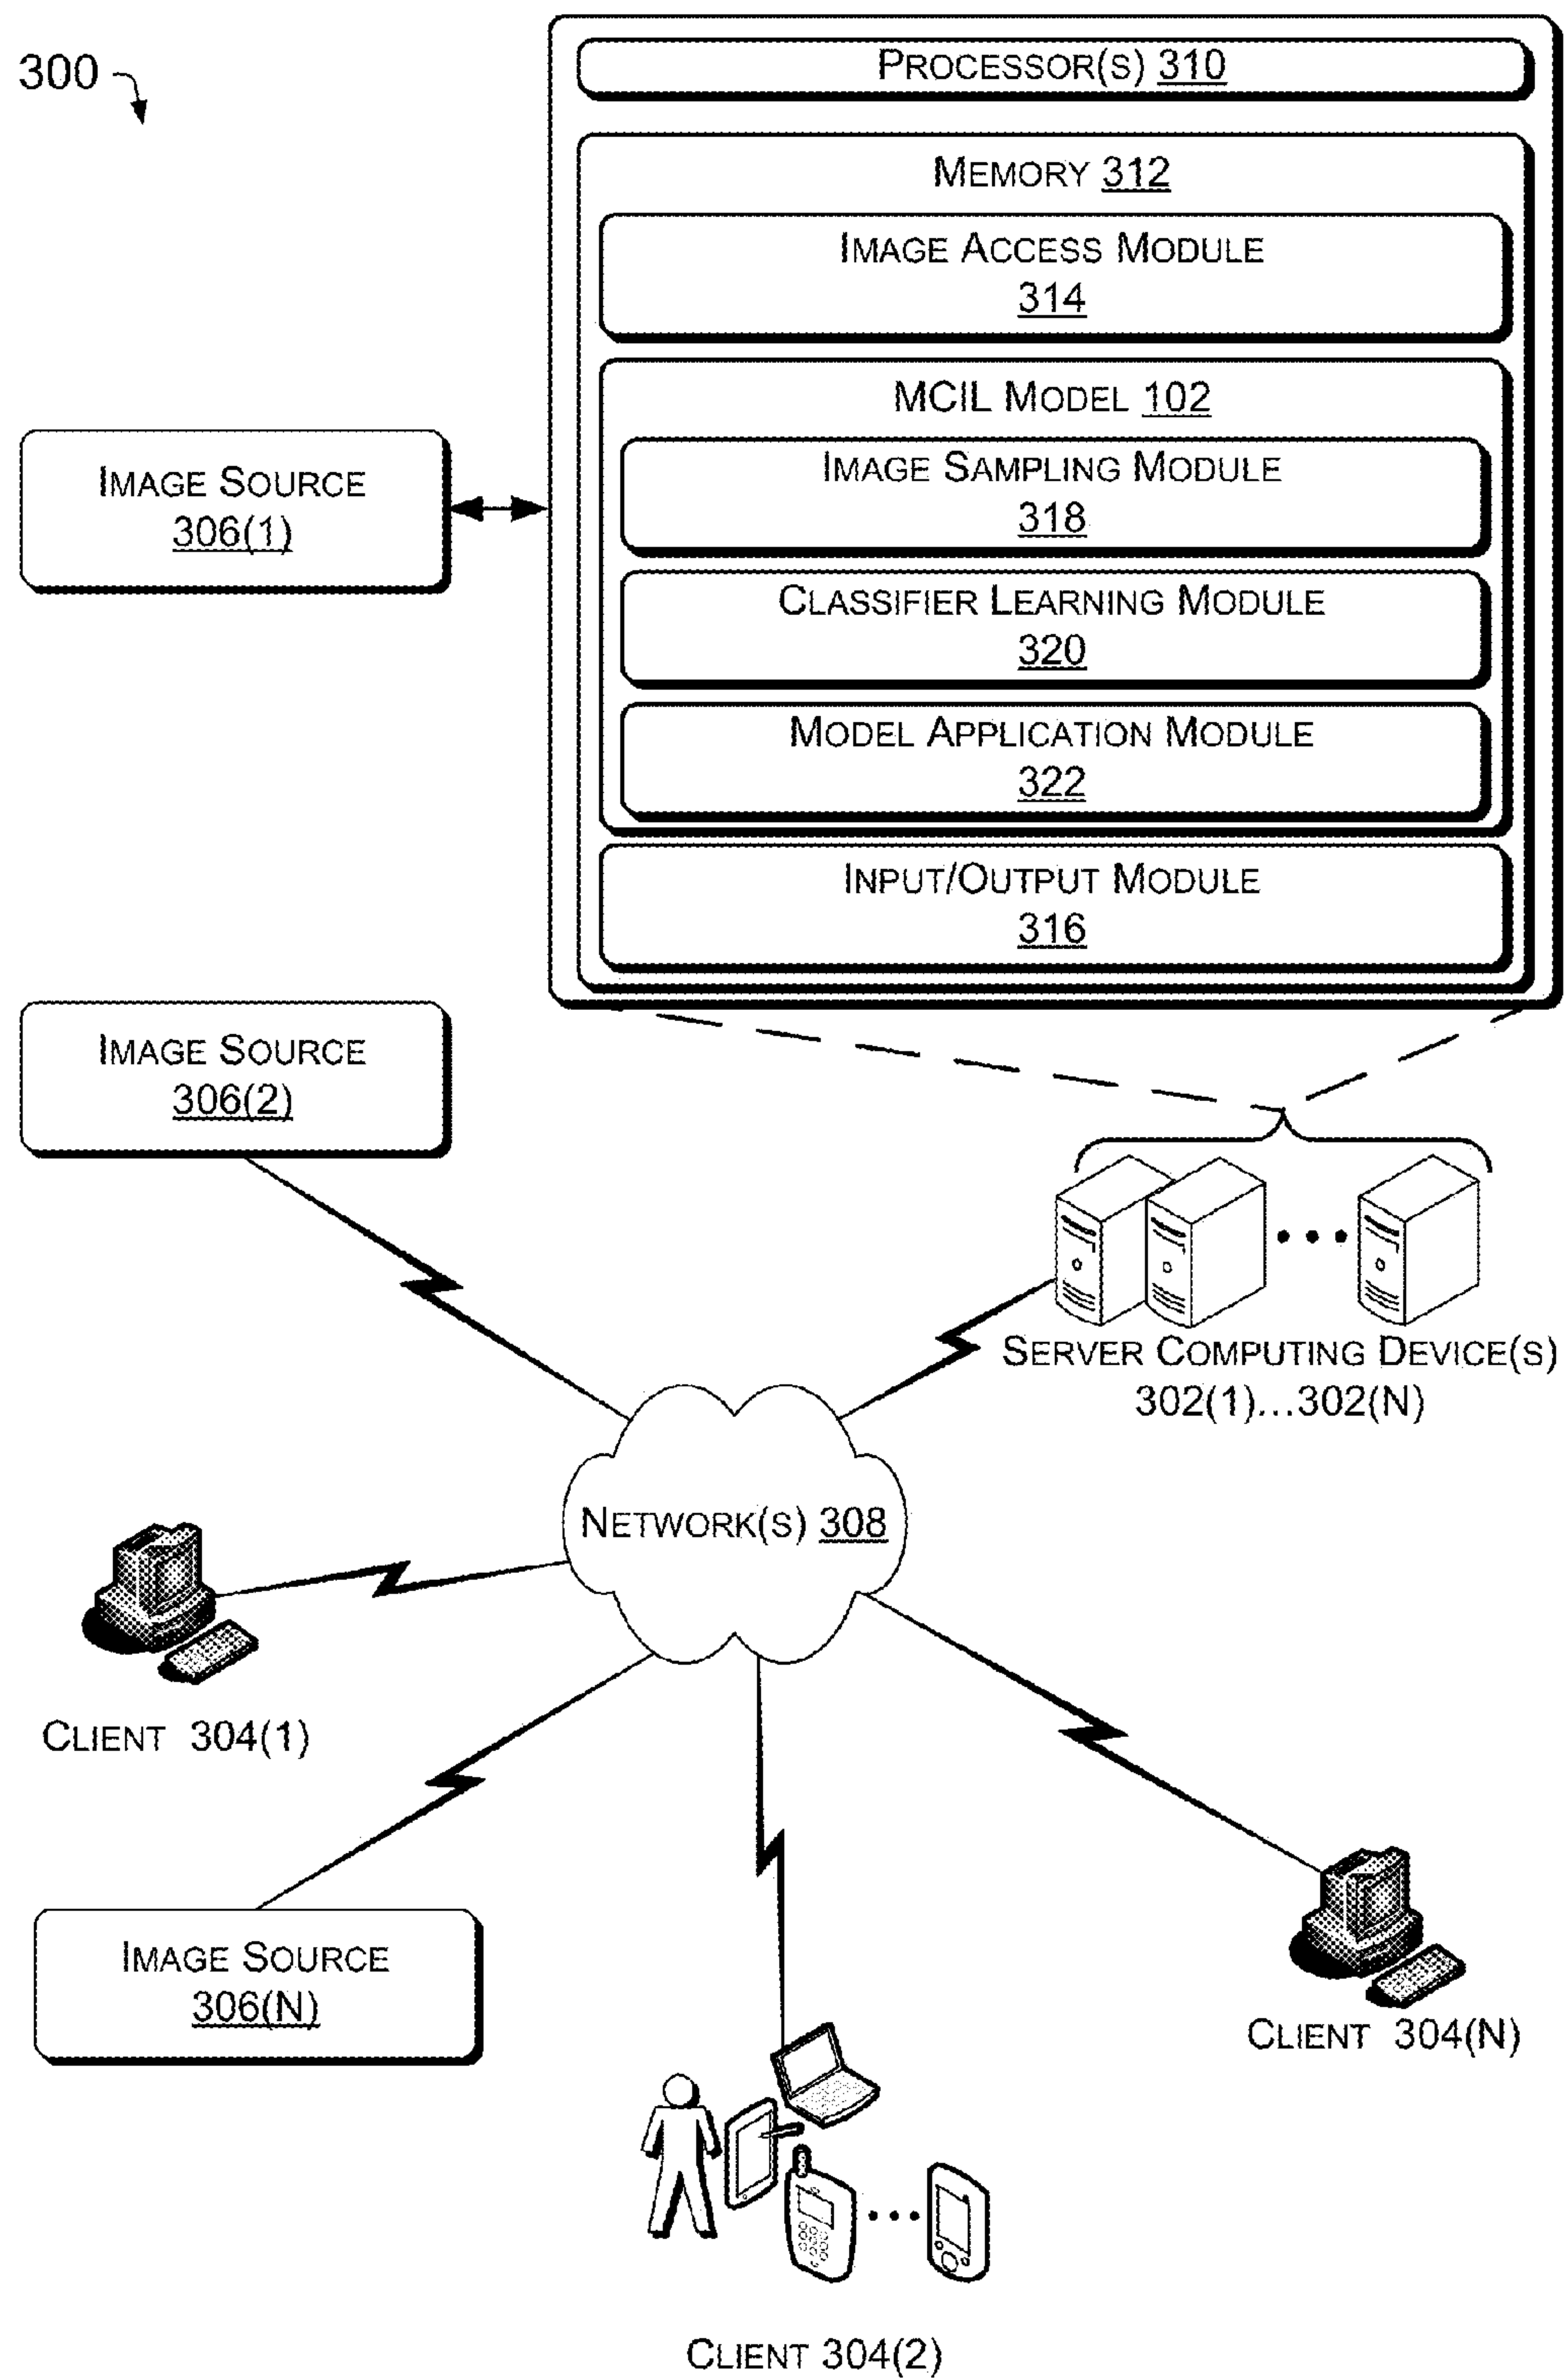 300
PROCESSOR(S) 310
MEMORY 312
IMAGE ACCESS MODULE
314
MCIL MODEL 102
IMAGE SAMPLING MODULE
318
CLASSIFIER LEARNING MODULE
320
MODEL APPLICATION MODULE
322
INPUT/OUTPUT MODULE
316
IMAGE SOURCE
306(1)
IMAGE SOURCE
306(2)
SERVER COMPUTING DEVICE(S)
302(1)...302(N)
NETWORK(S) 308
CLIENT 304(1)
IMAGE SOURCE
306(N)
CLIENT 304(N)
CLIENT 304(2)